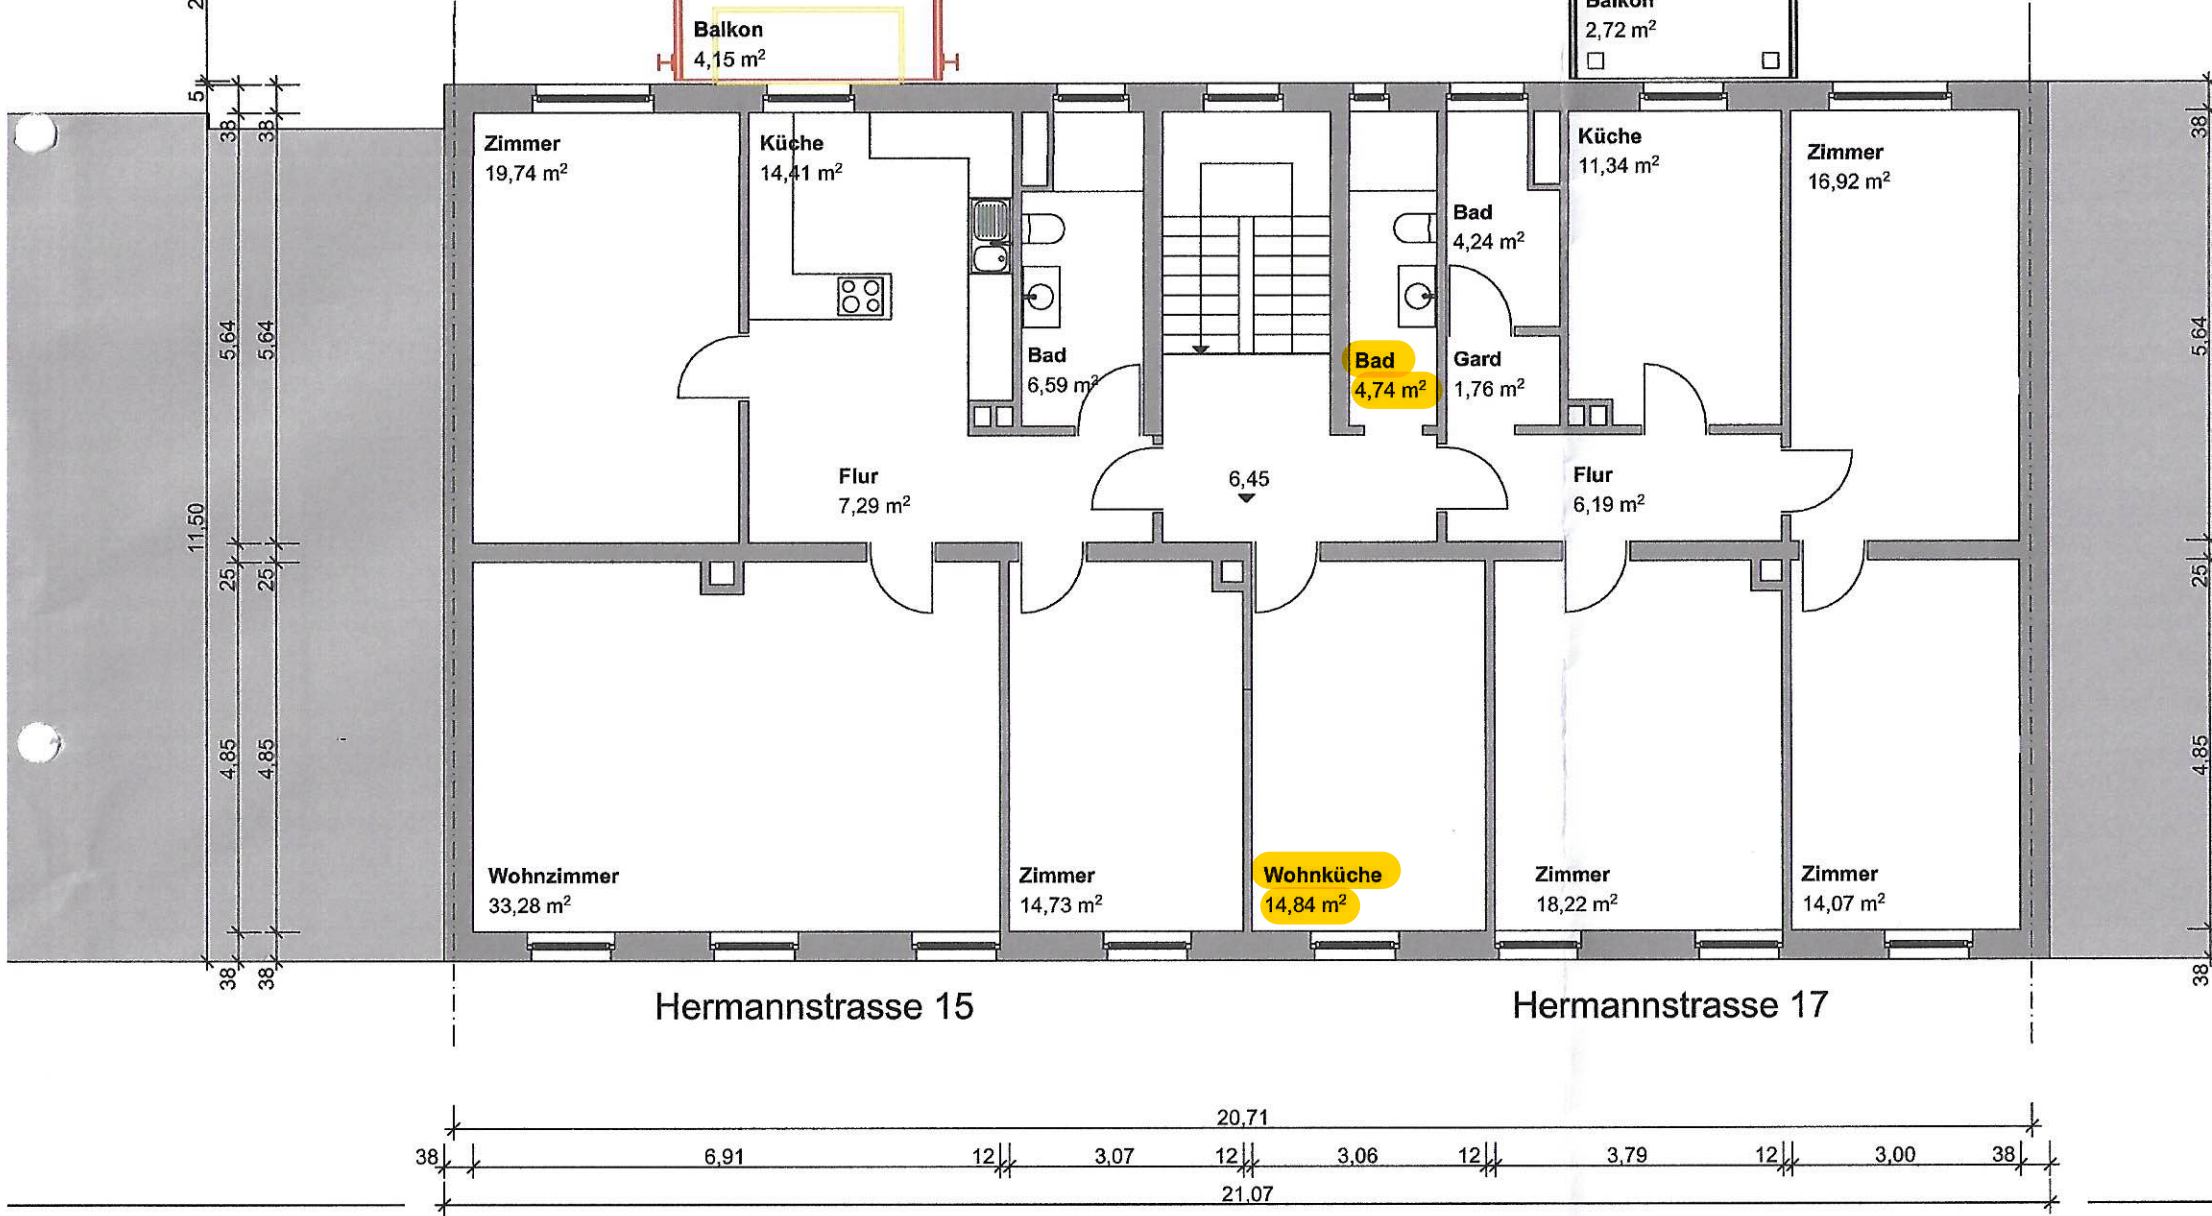 2
Balkon
4,15 m²
Balkon
2,72 m²
5
38
38
38
Zimmer
19,74 m²
Küche
14,41 m²
Küche
11,34 m²
Zimmer
16,92 m²
Bad
4,24 m²
5,64
5,64
5,64
Bad
6,59 m²
Bad
4,74 m²
Gard
1,76 m²
Flur
7,29 m²
6,45
Flur
6,19 m²
11,50
25
25
25
4,85
4,85
4,85
Wohnzimmer
33,28 m²
Zimmer
14,73 m²
Wohnküche
14,84 m²
Zimmer
18,22 m²
Zimmer
14,07 m²
38
38
38
Hermannstrasse 15
Hermannstrasse 17
20,71
38 6,91 12 3,07 12 3,06 12 3,79 12 3,00 38
21,07